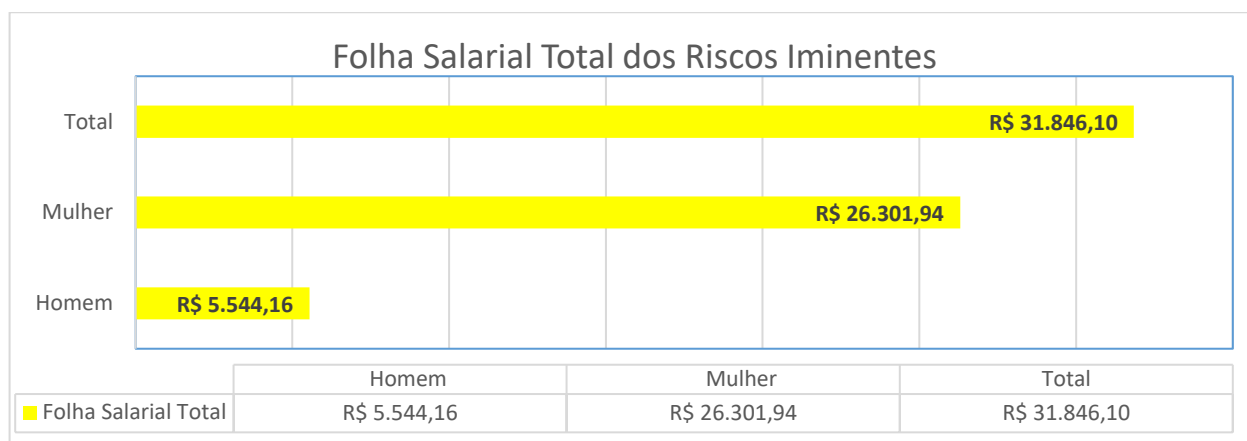 Folha Salarial Total dos Riscos Iminentes
Total
R$ 31.846,10
Mulher
R$ 26.301,94
Homem
R$ 5.544,16
Homem Mulher Total
Folha Salarial Total R$ 5.544,16 R$ 26.301,94 R$ 31.846,10